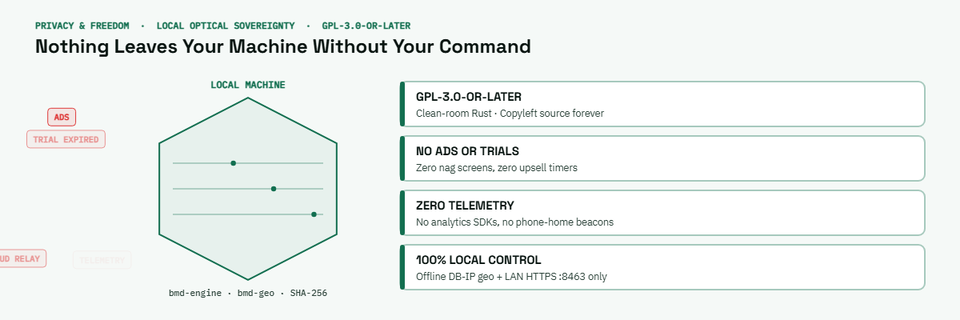 PRIVACY & FREEDOM · LOCAL OPTICAL SOVEREIGNTY · GPL-3.0-OR-LATER
Nothing Leaves Your Machine Without Your Command
LOCAL MACHINE
ADS
TRIAL EXPIRED
UD RELAY
TELEMETRY
bmd-engine · bmd-geo · SHA-256
GPL-3.0-OR-LATER
Clean-room Rust · Copyleft source forever
NO ADS OR TRIALS
Zero nag screens, zero upsell timers
ZERO TELEMETRY
No analytics SDKs, no phone-home beacons
100% LOCAL CONTROL
Offline DB-IP geo + LAN HTTPS :8463 only